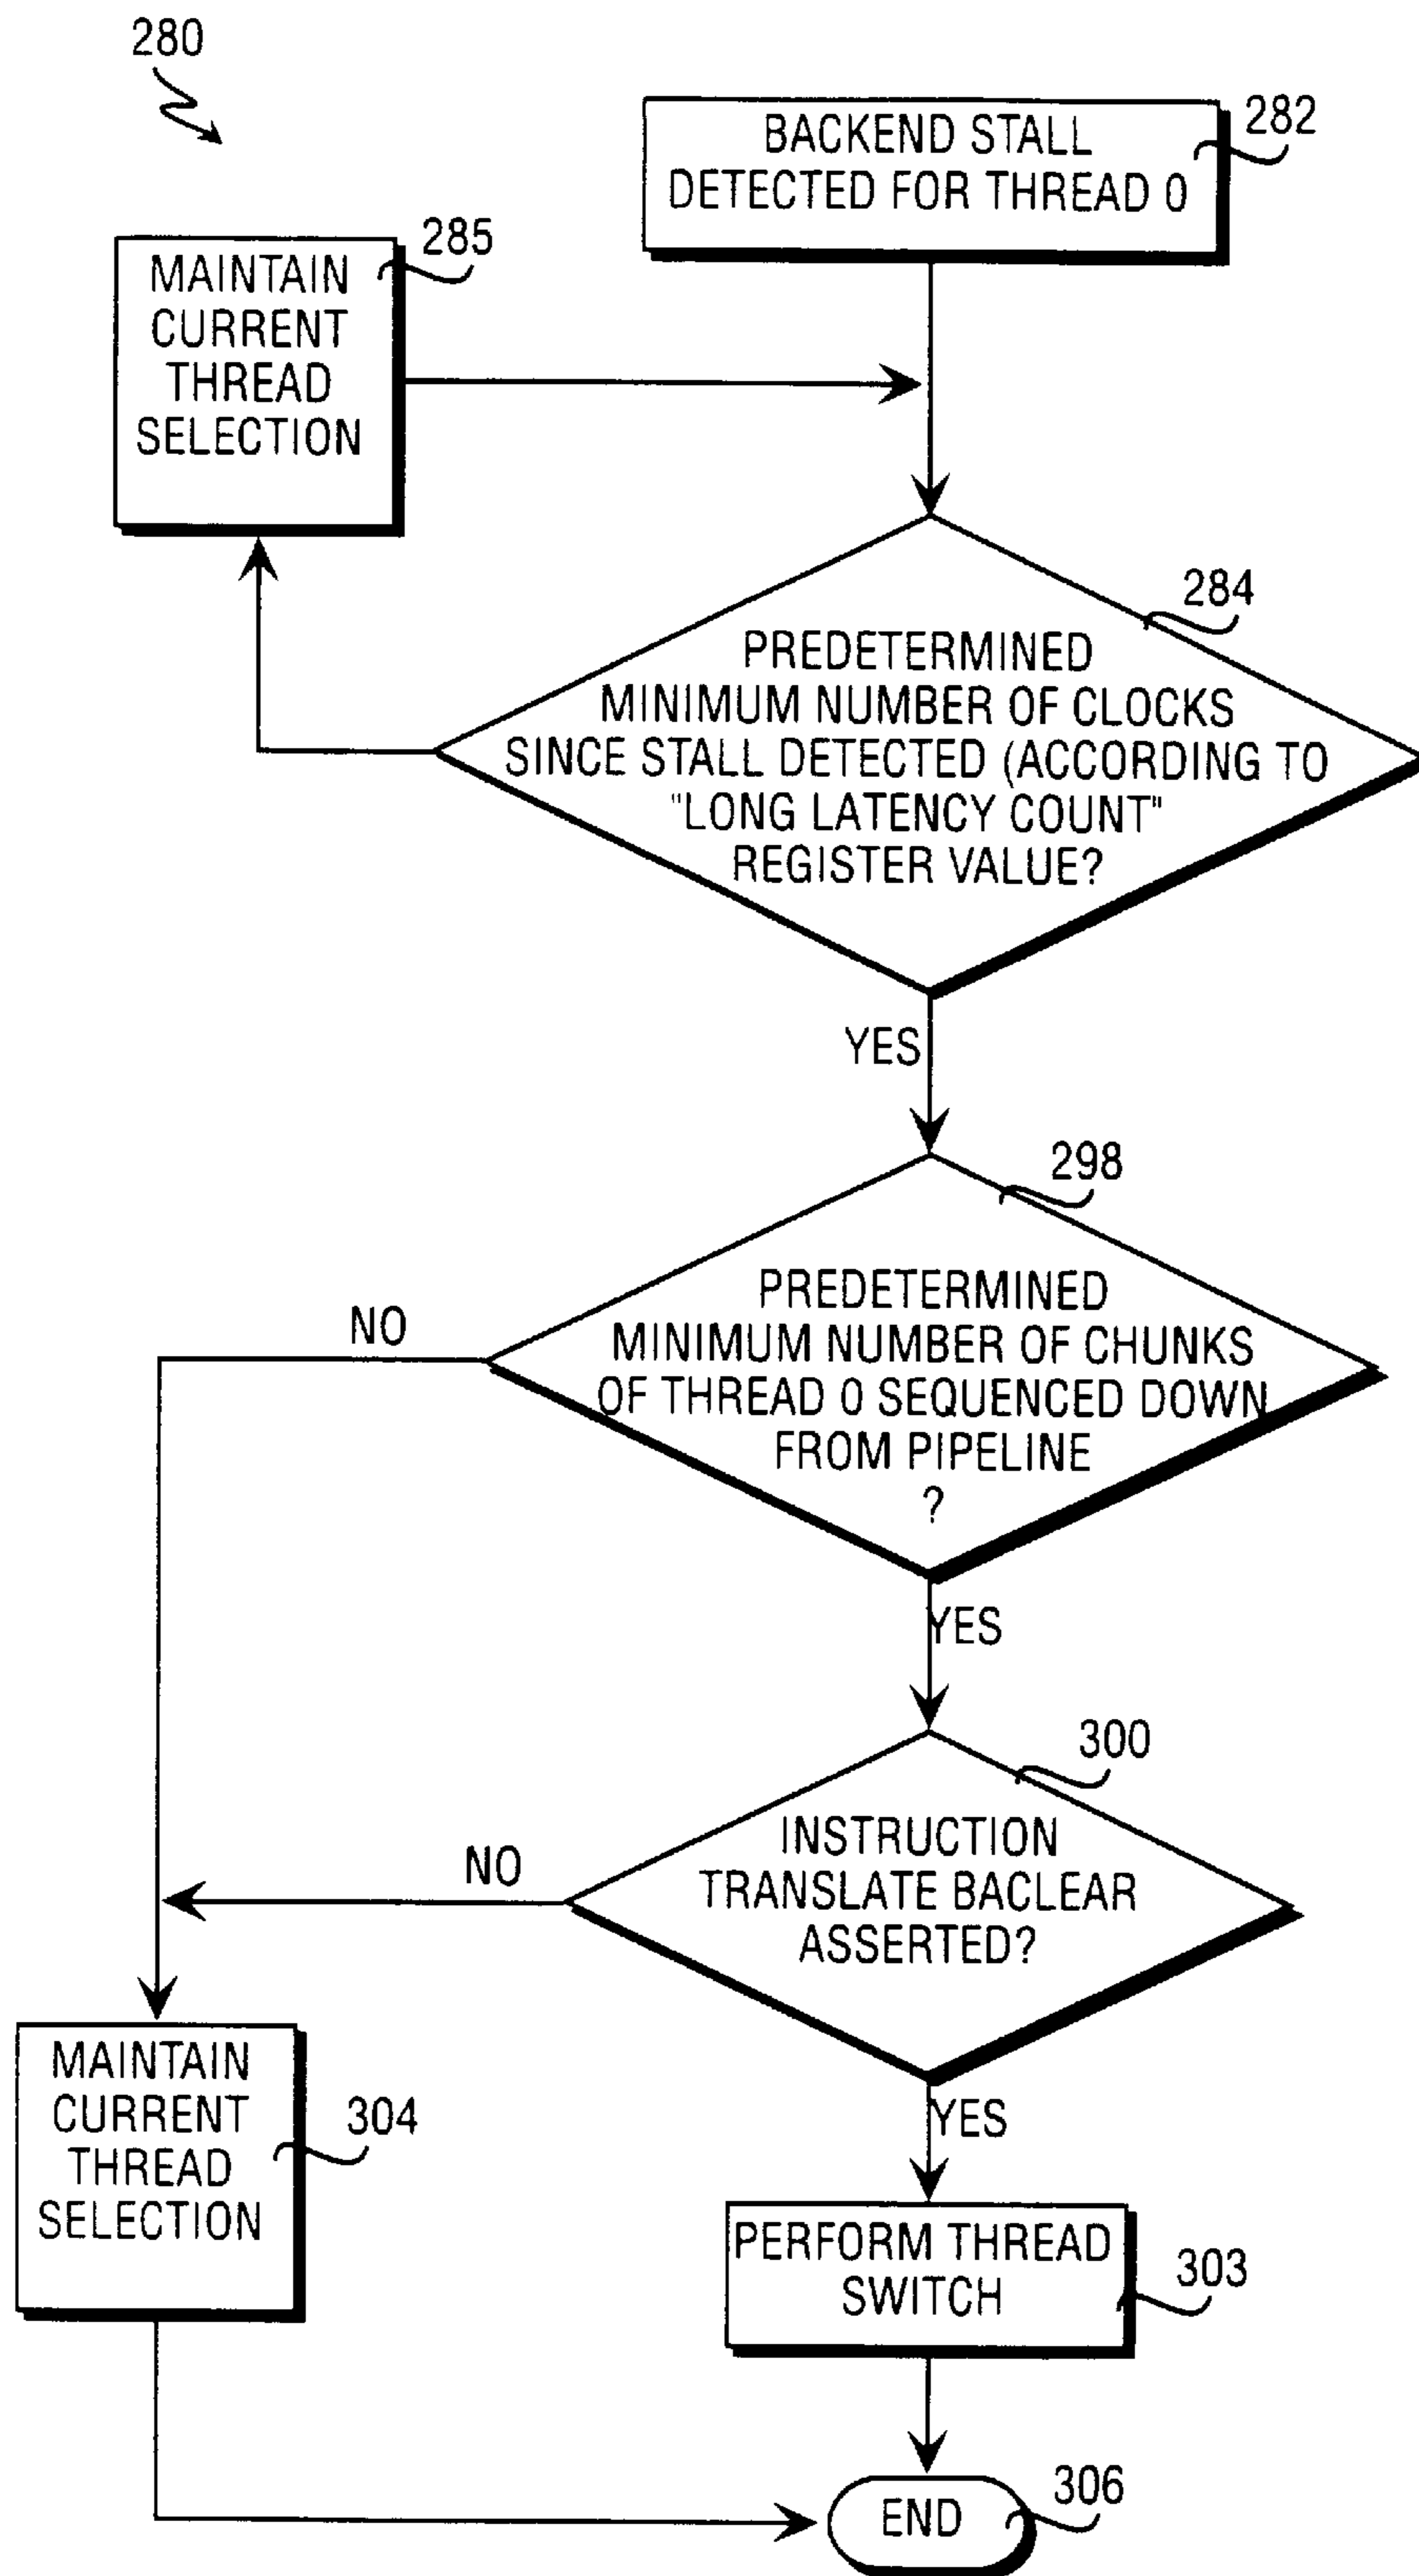 280
BACKEND STALL
DETECTED FOR THREAD 0
282
MAINTAIN
CURRENT
THREAD
SELECTION
285
PREDETERMINED
MINIMUM NUMBER OF CLOCKS
SINCE STALL DETECTED (ACCORDING TO
"LONG LATENCY COUNT"
REGISTER VALUE?
284
YES
PREDETERMINED
MINIMUM NUMBER OF CHUNKS
OF THREAD 0 SEQUENCED DOWN
FROM PIPELINE
?
298
NO
YES
INSTRUCTION
TRANSLATE BACLEAR
ASSERTED?
300
NO
YES
MAINTAIN
CURRENT
THREAD
SELECTION
304
PERFORM THREAD
SWITCH
303
END
306